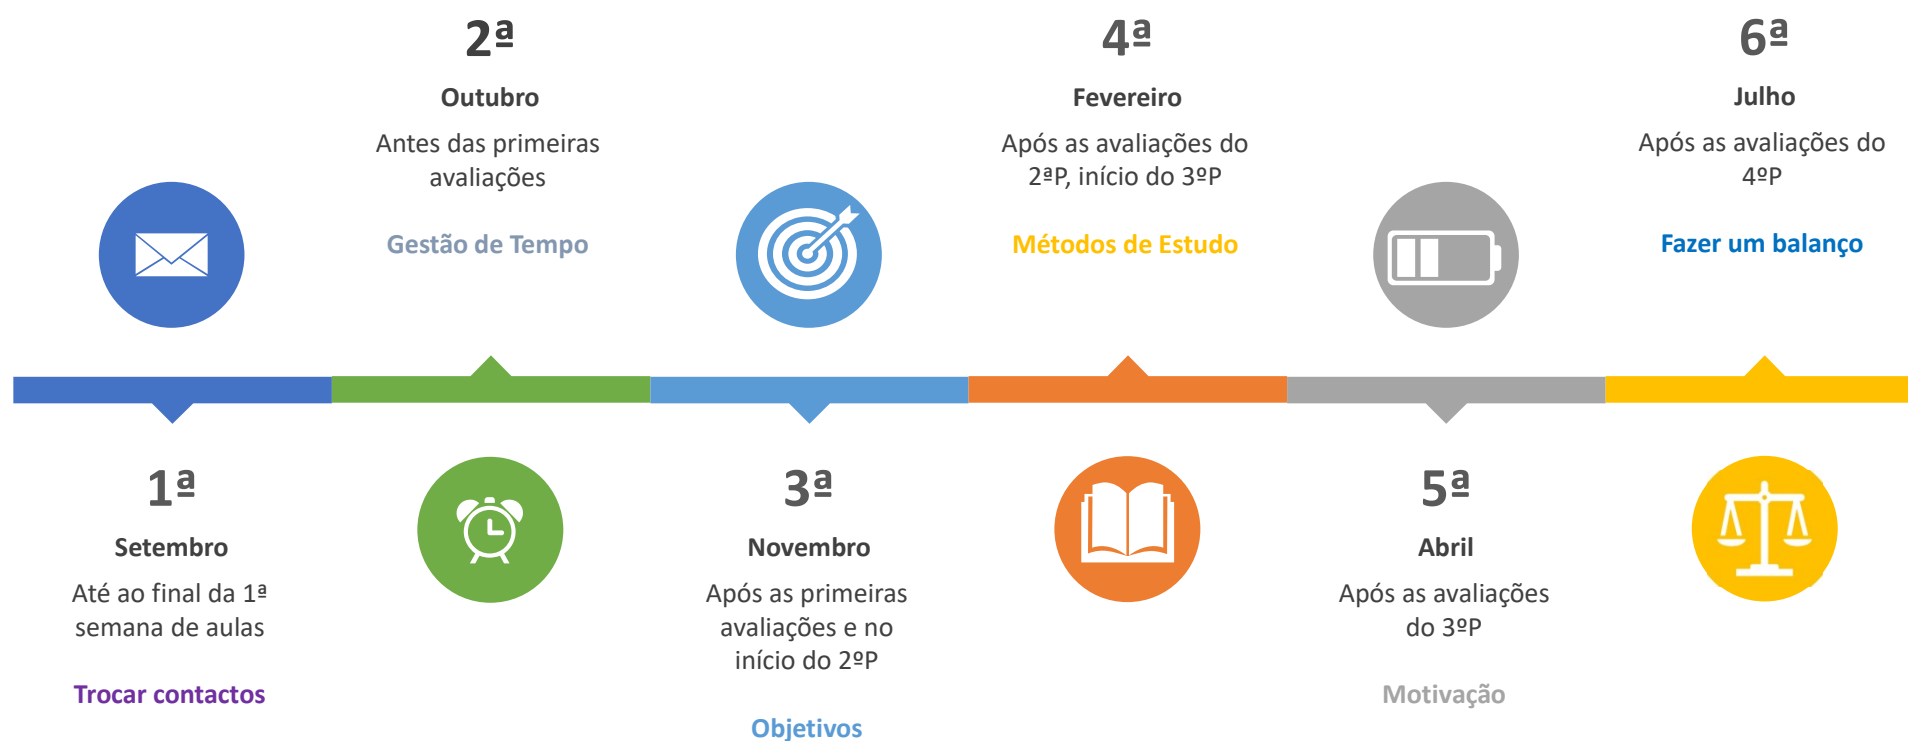 1ª
Setembro
Até ao final da 1ª
semana de aulas
Trocar contactos
2ª
Outubro
Antes das primeiras
avaliações
Gestão de Tempo
3ª
Novembro
Após as primeiras
avaliações e no
início do 2ºP
Objetivos
4ª
Fevereiro
Após as avaliações do
2ªP, início do 3ºP
Métodos de Estudo
5ª
Abril
Após as avaliações
do 3ºP
Motivação
6ª
Julho
Após as avaliações do
4ºP
Fazer um balanço